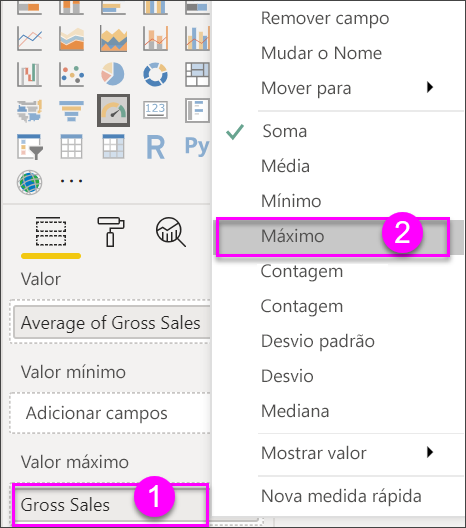 123
R
Py
Valor
Average of Gross Sales
Valor mínimo
Adicionar campos
Valor máximo
1
Gross Sales
Remover campo
Mudar o Nome
Mover para
Soma
Média
Mínimo
Máximo
2
Contagem
Contagem
Desvio padrão
Desvio
Mediana
Mostrar valor
Nova medida rápida